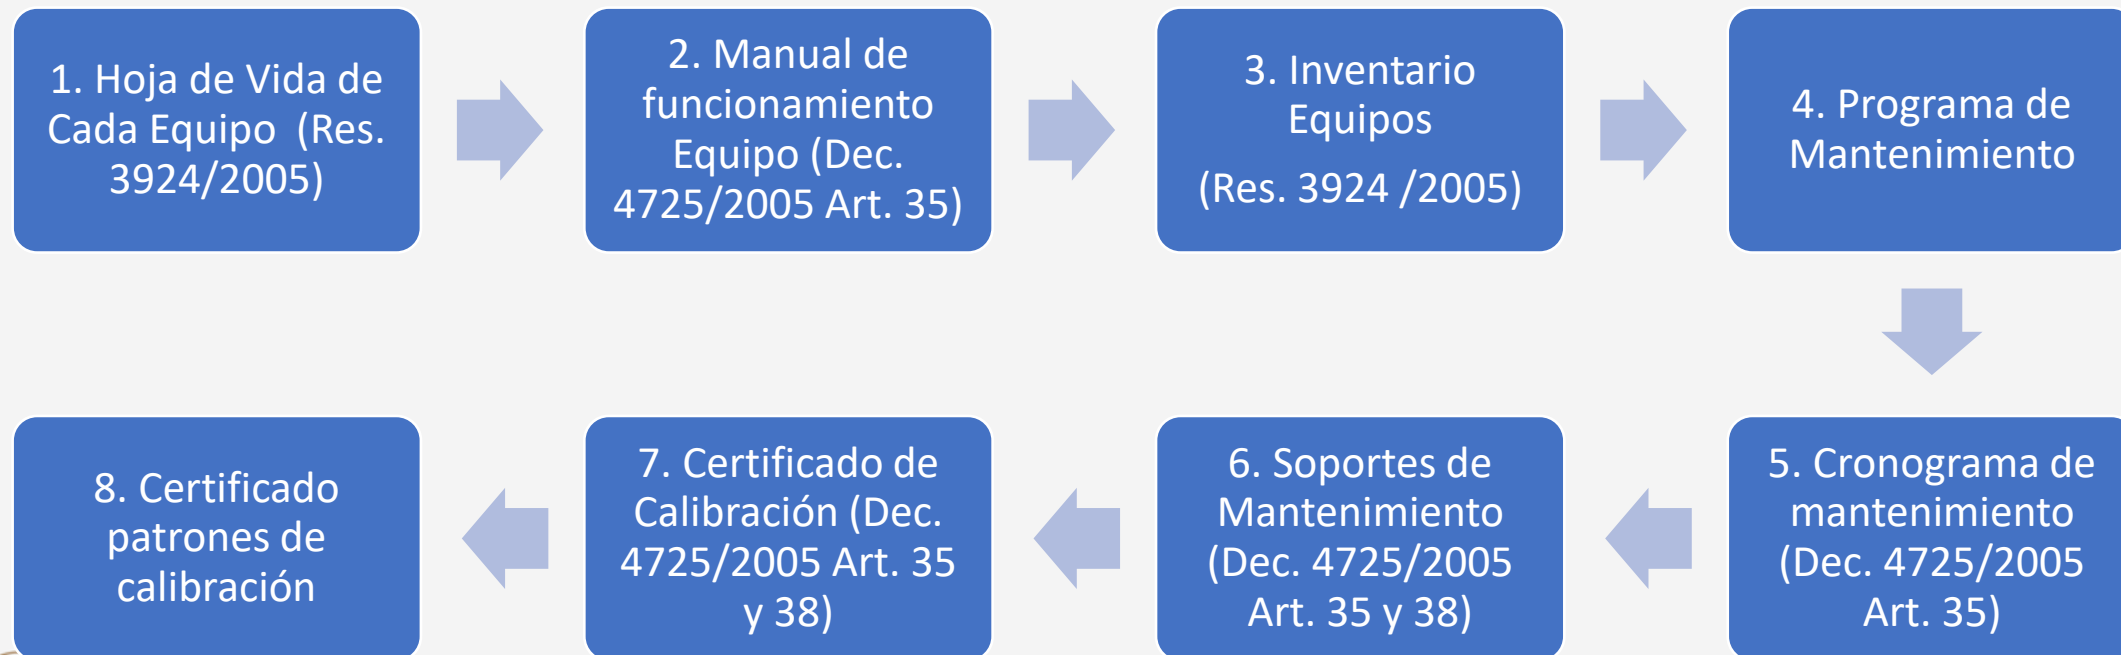 1. Hoja de Vida de
Cada Equipo (Res.
3924/2005)
2. Manual de
funcionamiento
Equipo (Dec.
4725/2005 Art. 35)
3. Inventario
Equipos
(Res. 3924 /2005)
4. Programa de
Mantenimiento
5. Cronograma de
mantenimiento
(Dec. 4725/2005
Art. 35)
6. Soportes de
Mantenimiento
(Dec. 4725/2005
Art. 35 y 38)
7. Certificado de
Calibración (Dec.
4725/2005 Art. 35
y 38)
8. Certificado
patrones de
calibración